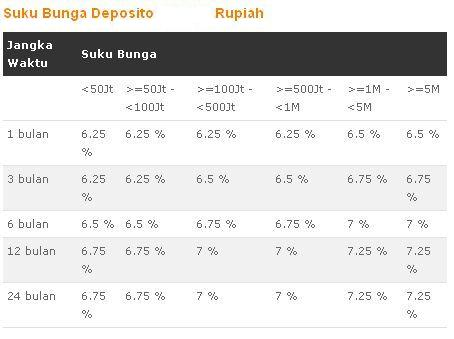 Suku Bunga Deposito Rupiah
Jangka Waktu Suku Bunga
<50Jt >=50Jt - <100Jt >=100Jt - <500Jt >=500Jt - <1M >=1M - <5M >=5M
1 bulan 6.25 % 6.25 % 6.25 % 6.25 % 6.5 % 6.5 %
3 bulan 6.25 % 6.25 % 6.5 % 6.5 % 6.75 % 6.75 %
6 bulan 6.5 % 6.5 % 6.75 % 6.75 % 7 % 7 %
12 bulan 6.75 % 6.75 % 7 % 7 % 7.25 % 7.25 %
24 bulan 6.75 % 6.75 % 7 % 7 % 7.25 % 7.25 %